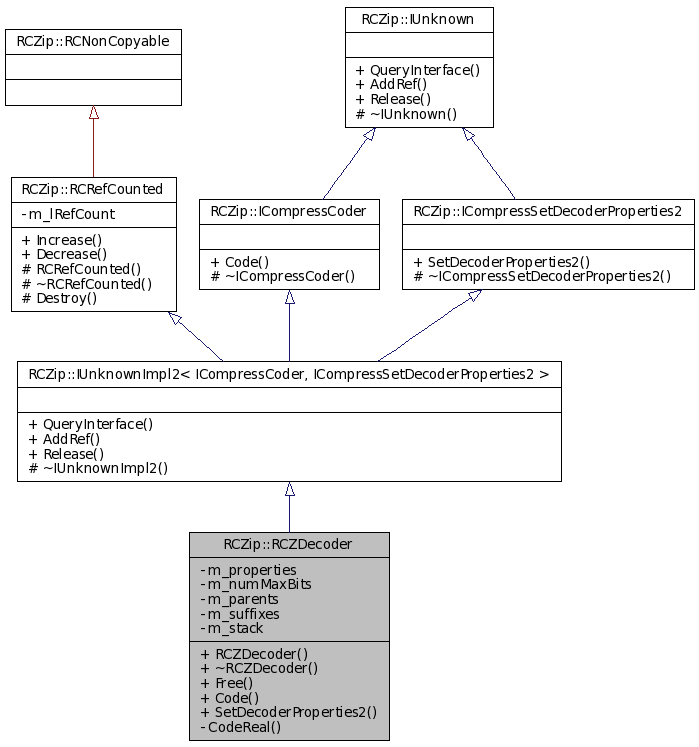 RCZip::IUnknown
+ QueryInterface()
+ AddRef()
+ Release()
# ~IUnknown()
RCZip::RCNonCopyable
RCZip::RCRefCounted
- m_lRefCount
+ Increase()
+ Decrease()
# RCRefCounted()
# ~RCRefCounted()
# Destroy()
RCZip::ICompressCoder
+ Code()
# ~ICompressCoder()
RCZip::ICompressSetDecoderProperties2
+ SetDecoderProperties2()
# ~ICompressSetDecoderProperties2()
RCZip::IUnknownImpl2< ICompressCoder, ICompressSetDecoderProperties2 >
+ QueryInterface()
+ AddRef()
+ Release()
# ~IUnknownImpl2()
RCZip::RCZDecoder
- m_properties
- m_numMaxBits
- m_parents
- m_suffixes
- m_stack
+ RCZDecoder()
+ ~RCZDecoder()
+ Free()
+ Code()
+ SetDecoderProperties2()
- CodeReal()